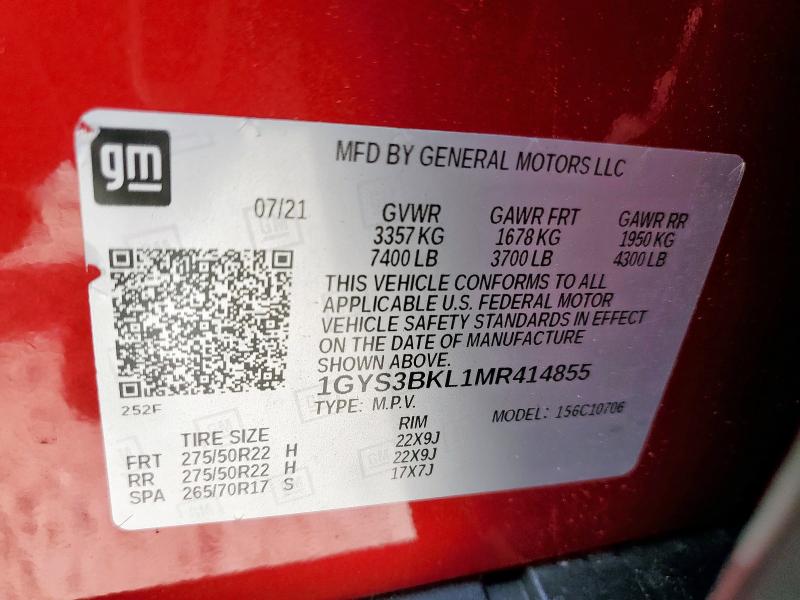 gm
MFD BY GENERAL MOTORS LLC
07/21
GVWR GAWR FRT GAWR RR
3357 KG 1678 KG 1950 KG
7400 LB 3700 LB 4300 LB
THIS VEHICLE CONFORMS TO ALL
APPLICABLE U.S. FEDERAL MOTOR
VEHICLE SAFETY STANDARDS IN EFFECT
ON THE DATE OF MANUFACTURE
SHOWN ABOVE.
1GYS3BKL1MR414855
252F
TYPE: M.P.V. MODEL: 156C10706
TIRE SIZE RIM
FRT 275/50R22 H 22X9J
RR 275/50R22 H 22X9J
SPA 265/70R17 S 17X7J